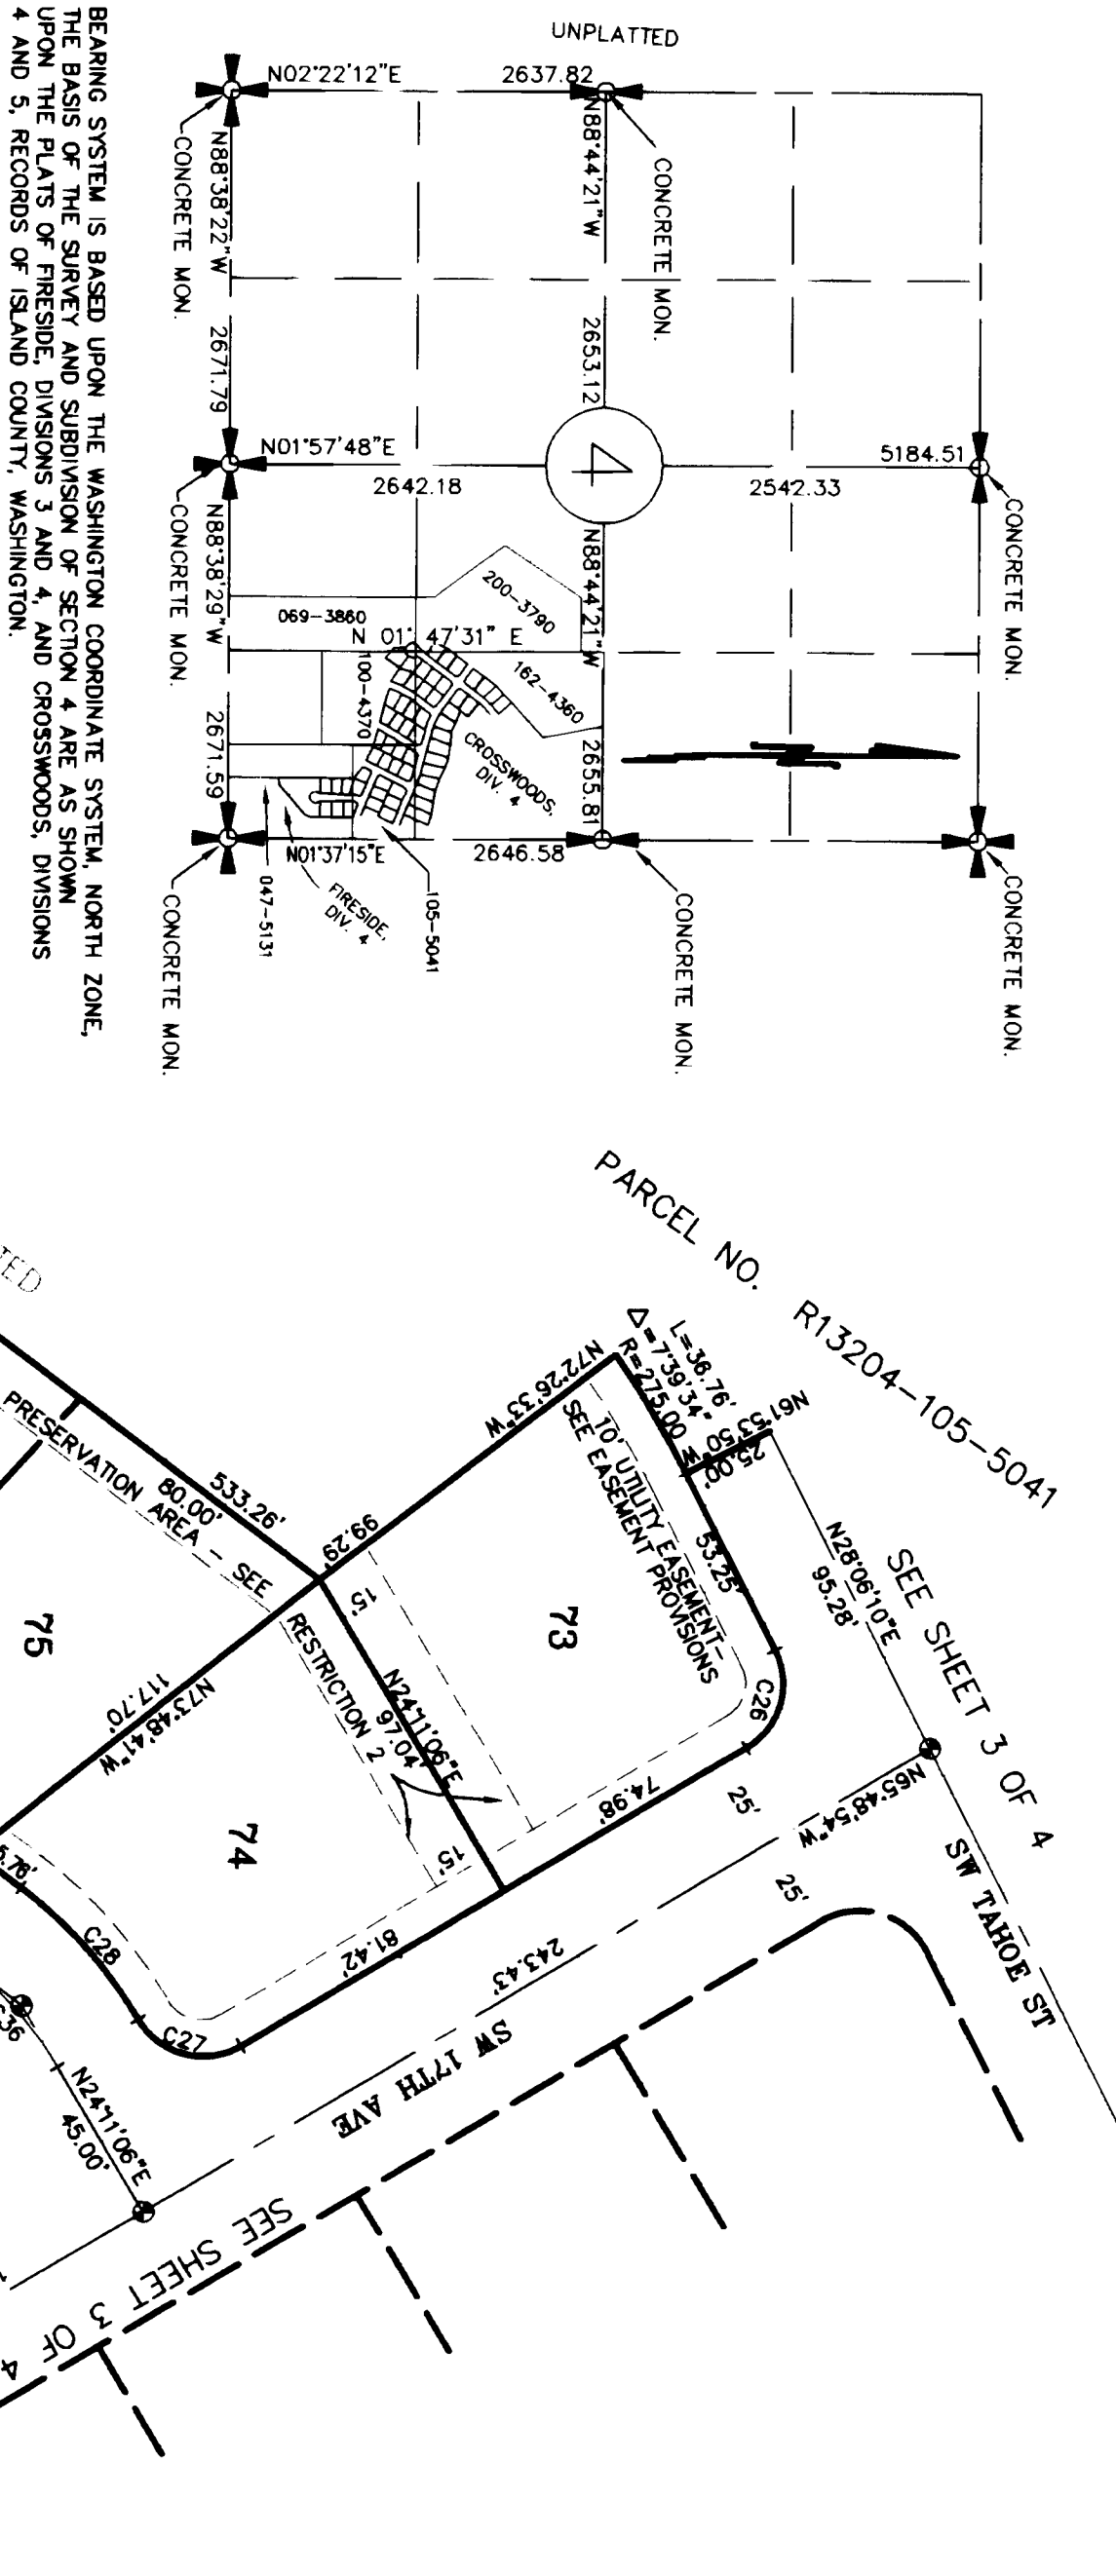 UNPLATTED
N02°22'12"E
2637.82
N88°44'21"W
CONCRETE MON.
CONCRETE MON.
N88°38'22"W
2671.79
2653.12
4
5184.51
CONCRETE MON.
N01°57'48"E
2642.18
2542.33
CONCRETE MON.
N88°38'29"W
N88°44'21"W
200-3790
069-3860
N 01°47'31" E
162-4360
100-4370
CROSSWOODS,
DIV. 4
2671.59
2655.81
N01°37'15"E
2646.58
FIRESIDE,
DIV. 4
047-5131
105-5041
CONCRETE MON.
CONCRETE MON.
CONCRETE MON.
BEARING SYSTEM IS BASED UPON THE WASHINGTON COORDINATE SYSTEM, NORTH ZONE,
THE BASIS OF THE SURVEY AND SUBDIVISION OF SECTION 4 ARE AS SHOWN
UPON THE PLATS OF FIRESIDE, DIVISIONS 3 AND 4, AND CROSSWOODS, DIVISIONS
4 AND 5, RECORDS OF ISLAND COUNTY, WASHINGTON.
PARCEL NO. R13204-105-5041
L=36.76'
Δ=7°39'34"
R=275.00
N61°53'50"W
25.00'
N72°26'33"W
99.29'
10' UTILITY EASEMENT-
SEE EASEMENT PROVISIONS
53.25'
N28°06'10"E
95.28'
SEE SHEET 3 OF 4
SW TAHOE ST
C26
73
15'
N24°11'06"E
97.04'
74.98'
25'
N65°48'54"W
25'
533.26'
80.00'
PRESERVATION AREA - SEE
RESTRICTION 2
75
N73°48'41"W
117.70'
74
15'
81.42'
243.43'
SW 17TH AVE
C28
C27
N24°11'06"E
45.00'
SEE SHEET 3 OF 4